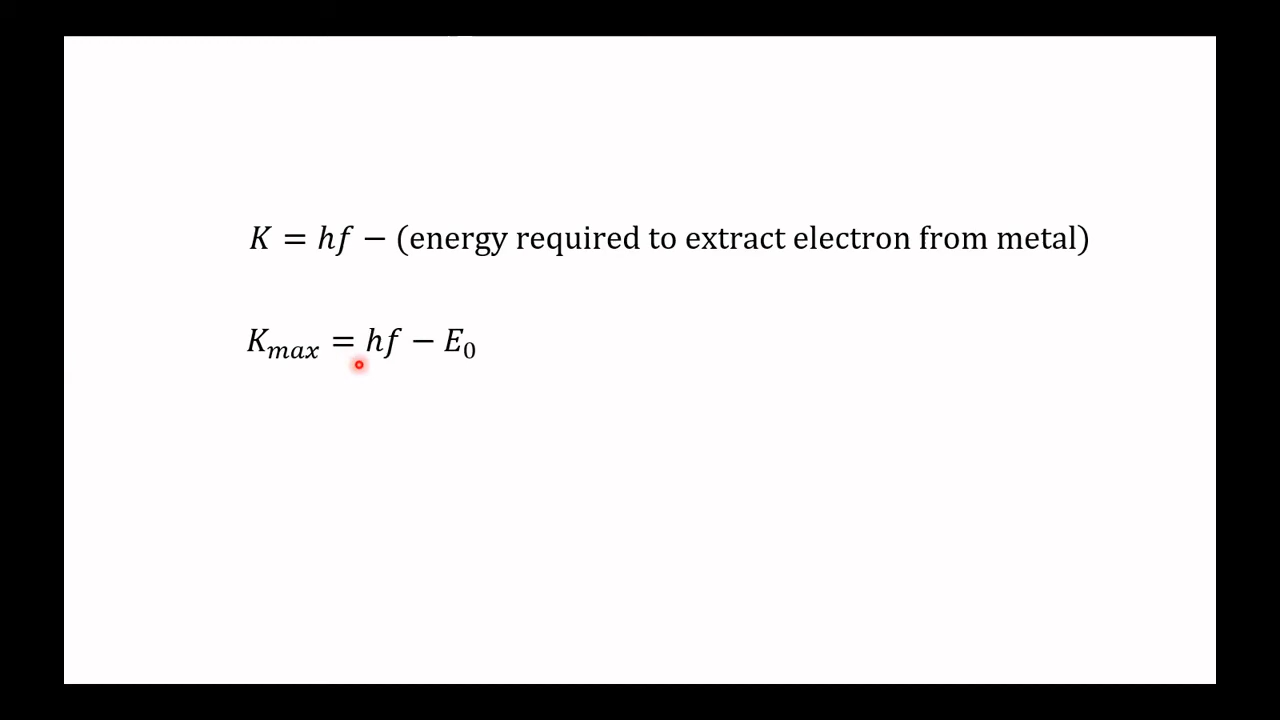 K = hf − (energy required to extract electron from metal)
K_max = hf − E_0